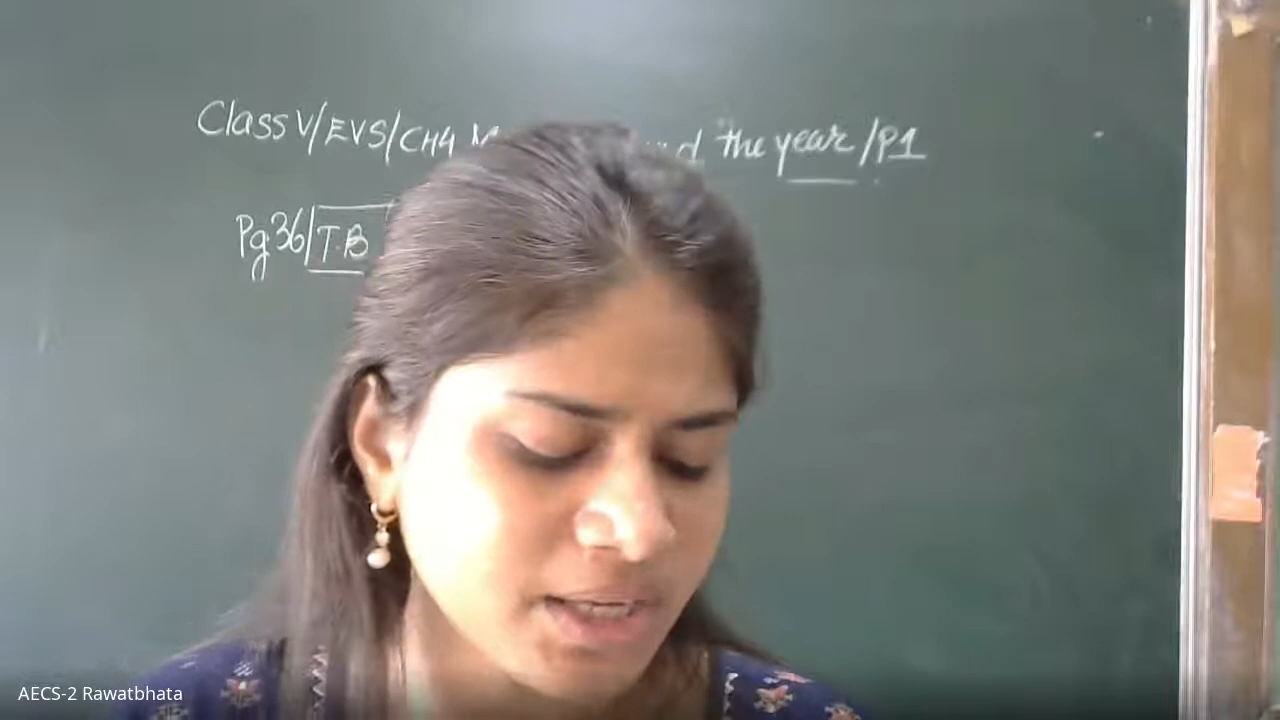 Class V/EVS/CH4 the year/P1
Pg.36/T.B
AECS-2 Rawatbhata